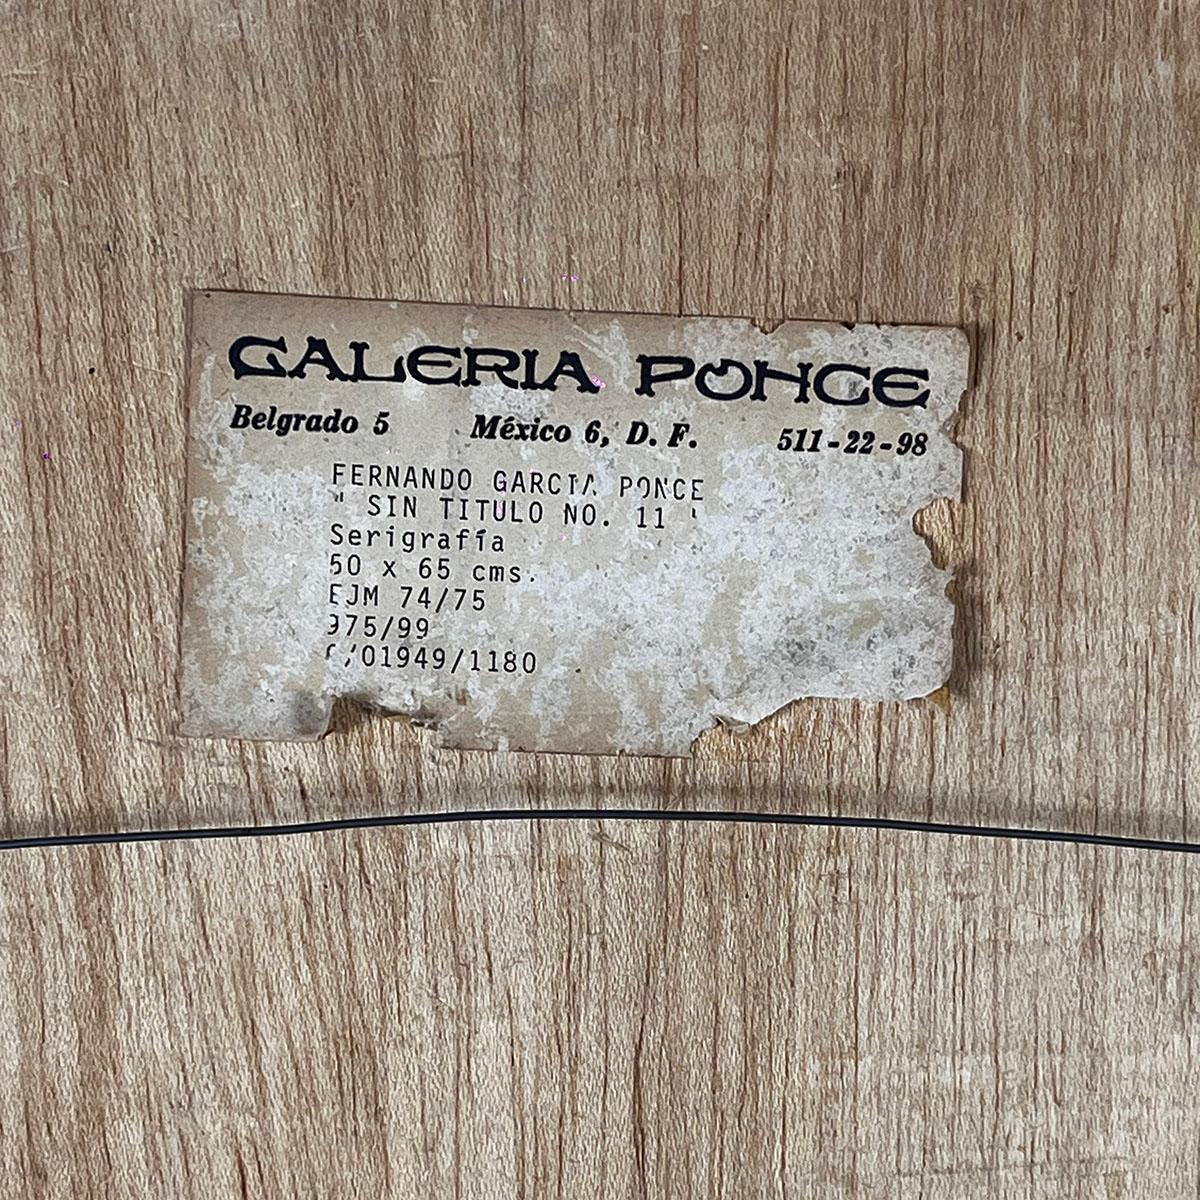 GALERIA PONCE
Belgrado 5 México 6, D. F. 511-22-98
FERNANDO GARCIA PONCE
" SIN TITULO NO. 11 '
Serigrafía
50 x 65 cms.
EJM 74/75
975/99
/01949/1180